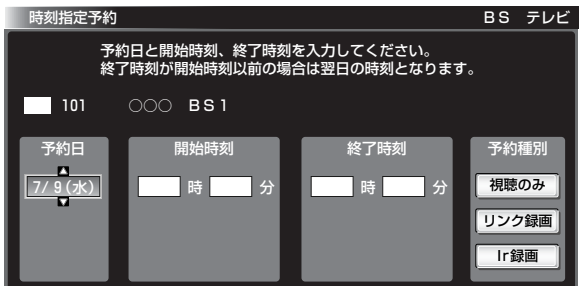 時刻指定予約 BS テレビ
予約日と開始時刻、終了時刻を入力してください。
終了時刻が開始時刻以前の場合は翌日の時刻となります。
101 ○○○ BS1
予約日 開始時刻 終了時刻 予約種別
7/ 9(水) 時 分 時 分 視聴のみ
リンク録画
Ir録画